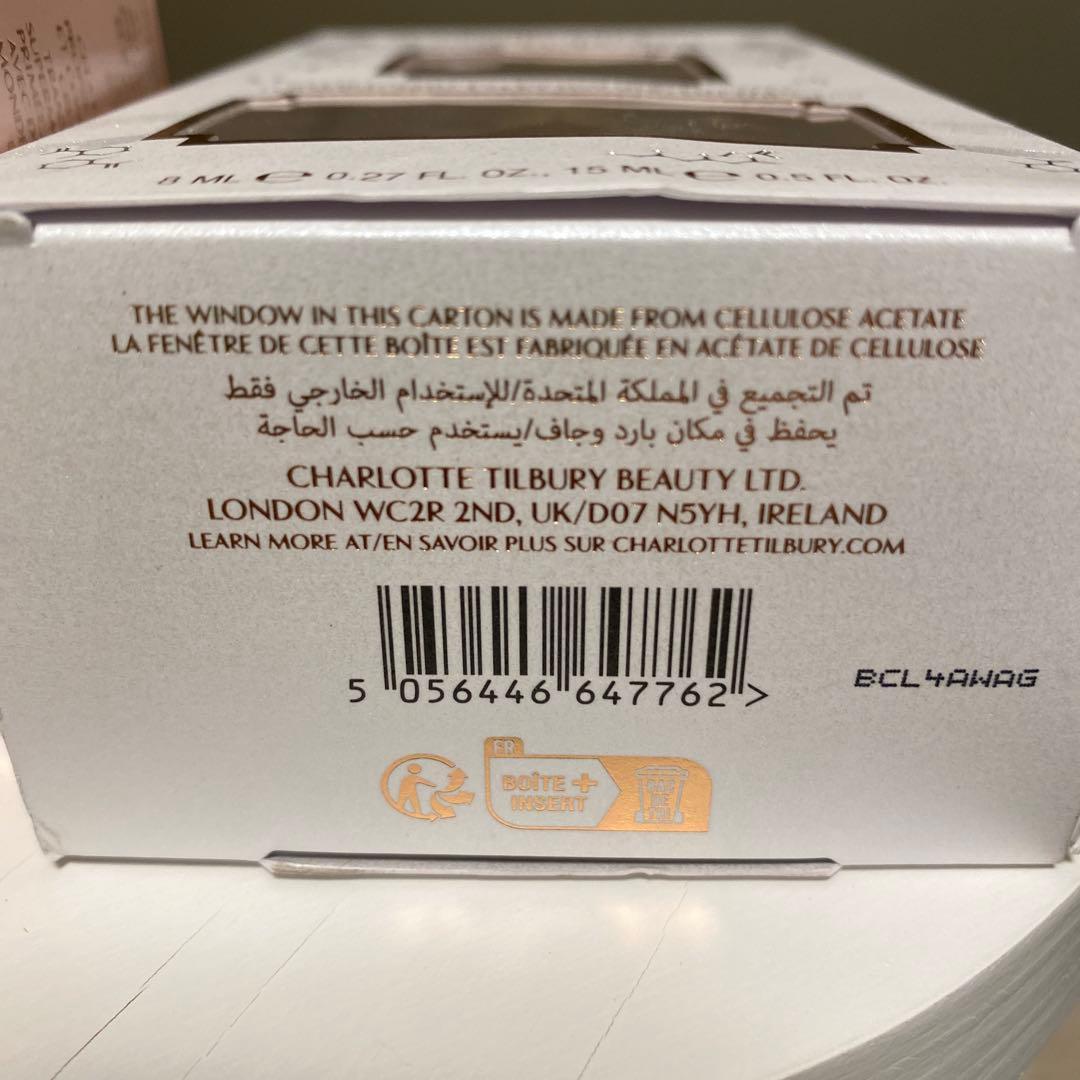 8 ML ℮ 0.27 FL. OZ., 15 ML ℮ 0.5 FL. OZ.
THE WINDOW IN THIS CARTON IS MADE FROM CELLULOSE ACETATE
LA FENÊTRE DE CETTE BOÎTE EST FABRIQUÉE EN ACÉTATE DE CELLULOSE
تم التجميع في المملكة المتحدة/للإستخدام الخارجي فقط
يحفظ في مكان بارد وجاف/يستخدم حسب الحاجة
CHARLOTTE TILBURY BEAUTY LTD.
LONDON WC2R 2ND, UK/D07 N5YH, IRELAND
LEARN MORE AT/EN SAVOIR PLUS SUR CHARLOTTETILBURY.COM
5 056446 647762 >
BCL4AWAG
FR
BOÎTE +
INSERT
BAC
DE
TRI